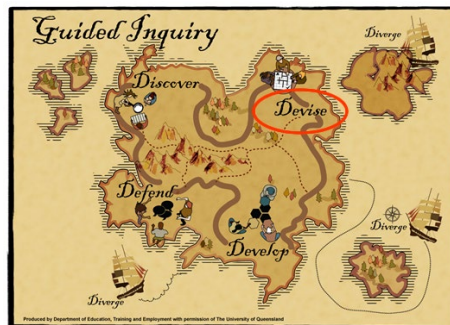 Guided Inquiry
Diverge
Discover
Devise
Defend
Diverge
Develop
Diverge
Produced by Department of Education, Training and Employment with permission of The University of Queensland